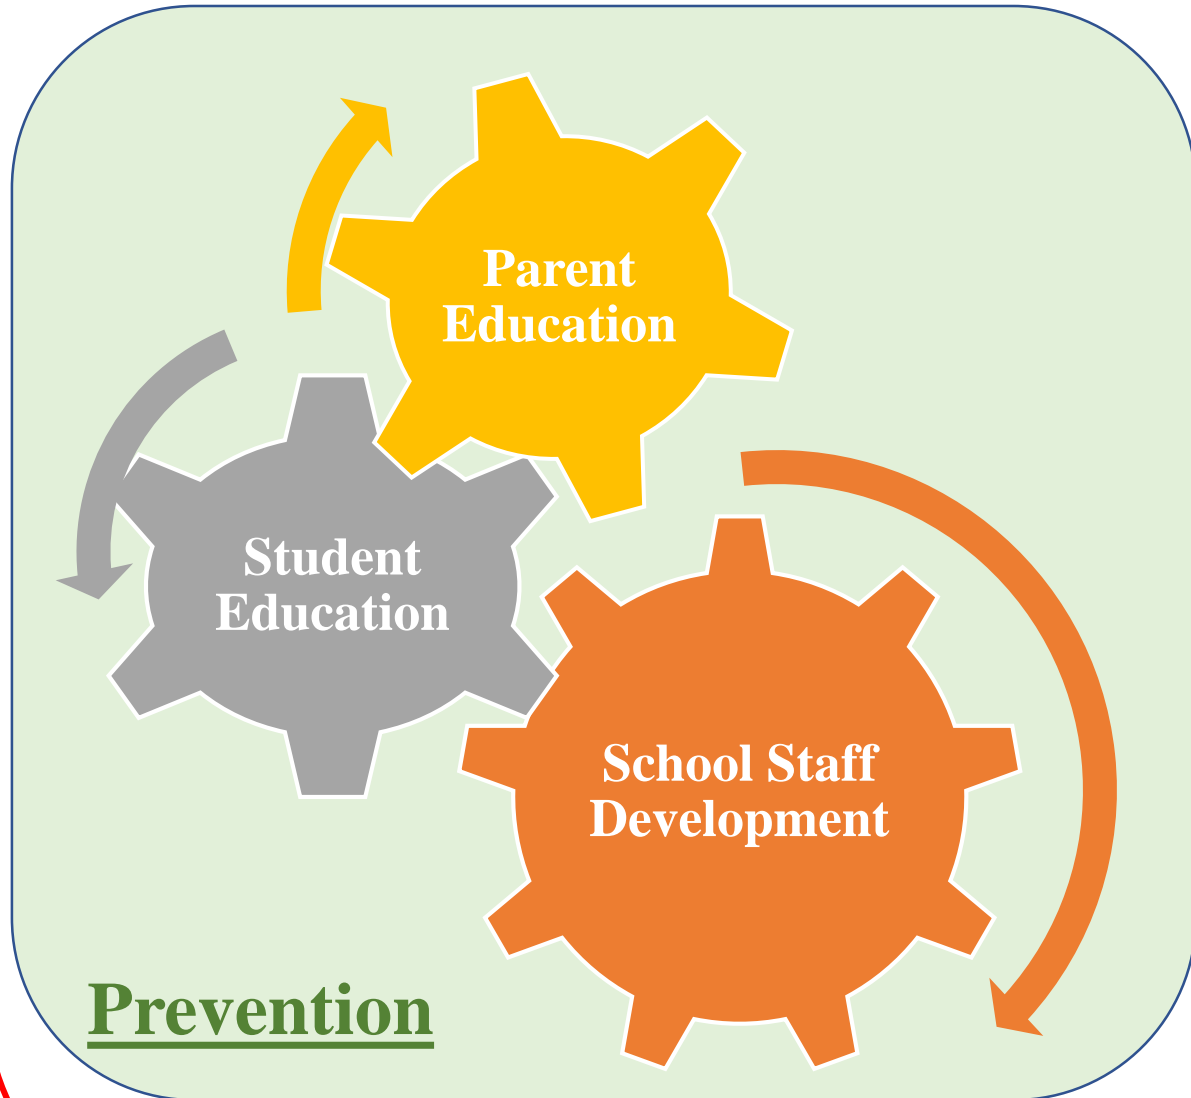 Parent
Education
Student
Education
School Staff
Development
Prevention